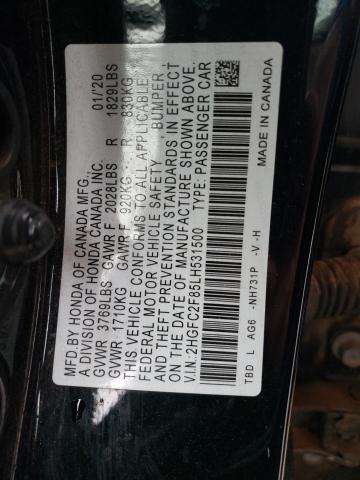 MFD.BY HONDA OF CANADA MFG. 01/20
A DIVISION OF HONDA CANADA INC.
GVWR 3769LBS GAWR F 2028LBS R 1829LBS
GVWR 1710KG GAWR F 920KG R 830KG
THIS VEHICLE CONFORMS TO ALL APPLICABLE
FEDERAL MOTOR VEHICLE SAFETY BUMPER,
AND THEFT PREVENTION STANDARDS IN EFFECT
ON THE DATE OF MANUFACTURE SHOWN ABOVE.
V.I.N.:2HGFC2F85LH531500 TYPE: PASSENGER CAR
TBD L AG6 -NH731P -V -H MADE IN CANADA